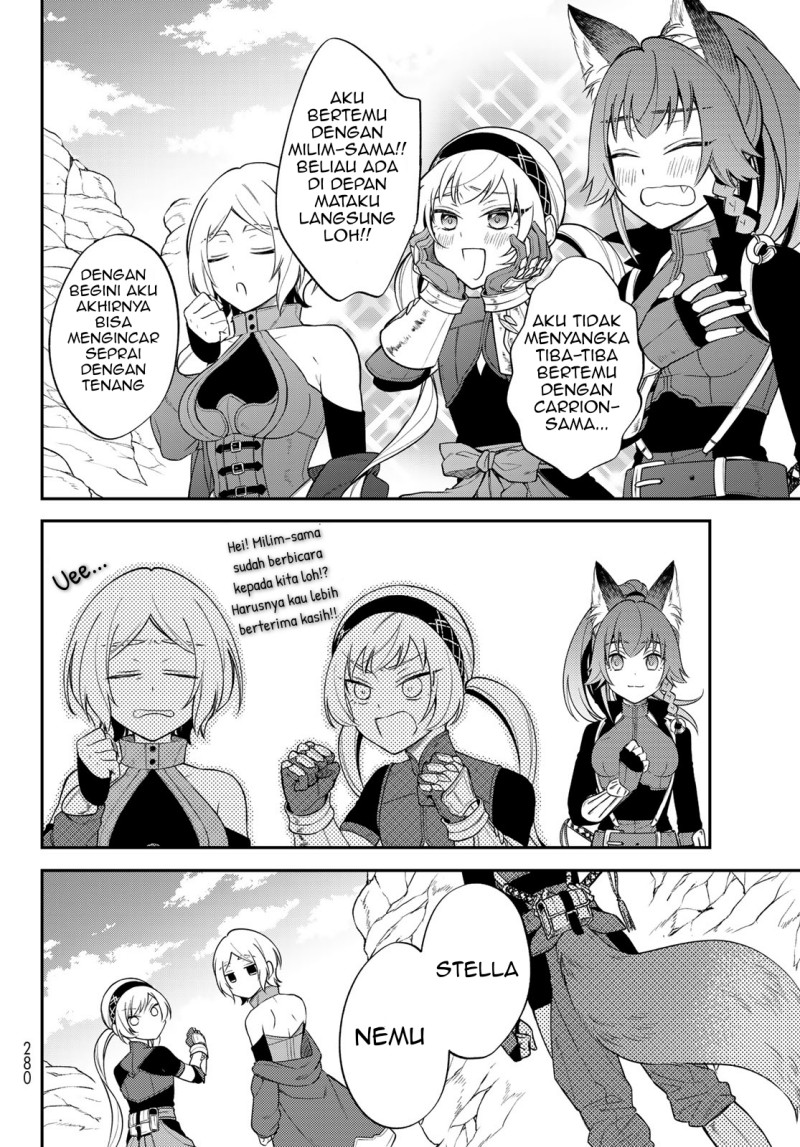 AKU
BERTEMU
DENGAN
MILIM-SAMA!!
BELIAU ADA
DI DEPAN
MATAKU
LANGSUNG
LOH!!
AKU TIDAK
MENYANGKA
TIBA-TIBA
BERTEMU
DENGAN
CARRION-
SAMA...
DENGAN
BEGINI AKU
AKHIRNYA
BISA
MENGINCAR
SEPRAI
DENGAN
TENANG
Hei! Milim-sama
sudah berbicara
kepada kita loh!?
Harusnya kau lebih
berterima kasih!!
Uee...
STELLA
NEMU
280